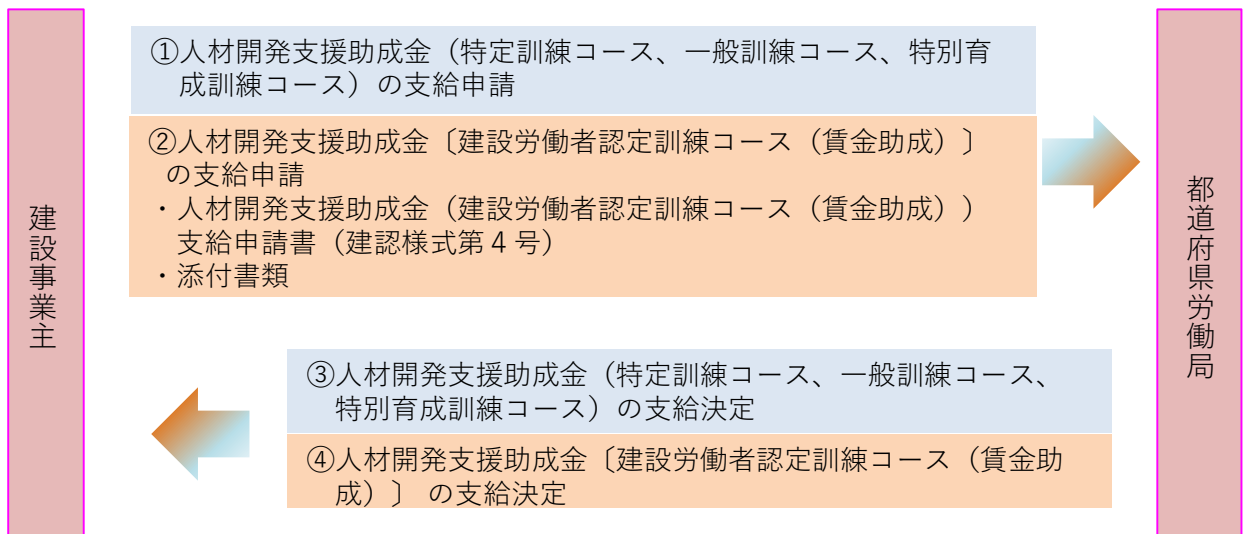 建設事業主
①人材開発支援助成金（特定訓練コース、一般訓練コース、特別育
成訓練コース）の支給申請
②人材開発支援助成金〔建設労働者認定訓練コース（賃金助成）〕
の支給申請
・人材開発支援助成金（建設労働者認定訓練コース（賃金助成））
支給申請書（建認様式第４号）
・添付書類
都道府県労働局
③人材開発支援助成金（特定訓練コース、一般訓練コース、
特別育成訓練コース）の支給決定
④人材開発支援助成金〔建設労働者認定訓練コース（賃金助
成）〕 の支給決定